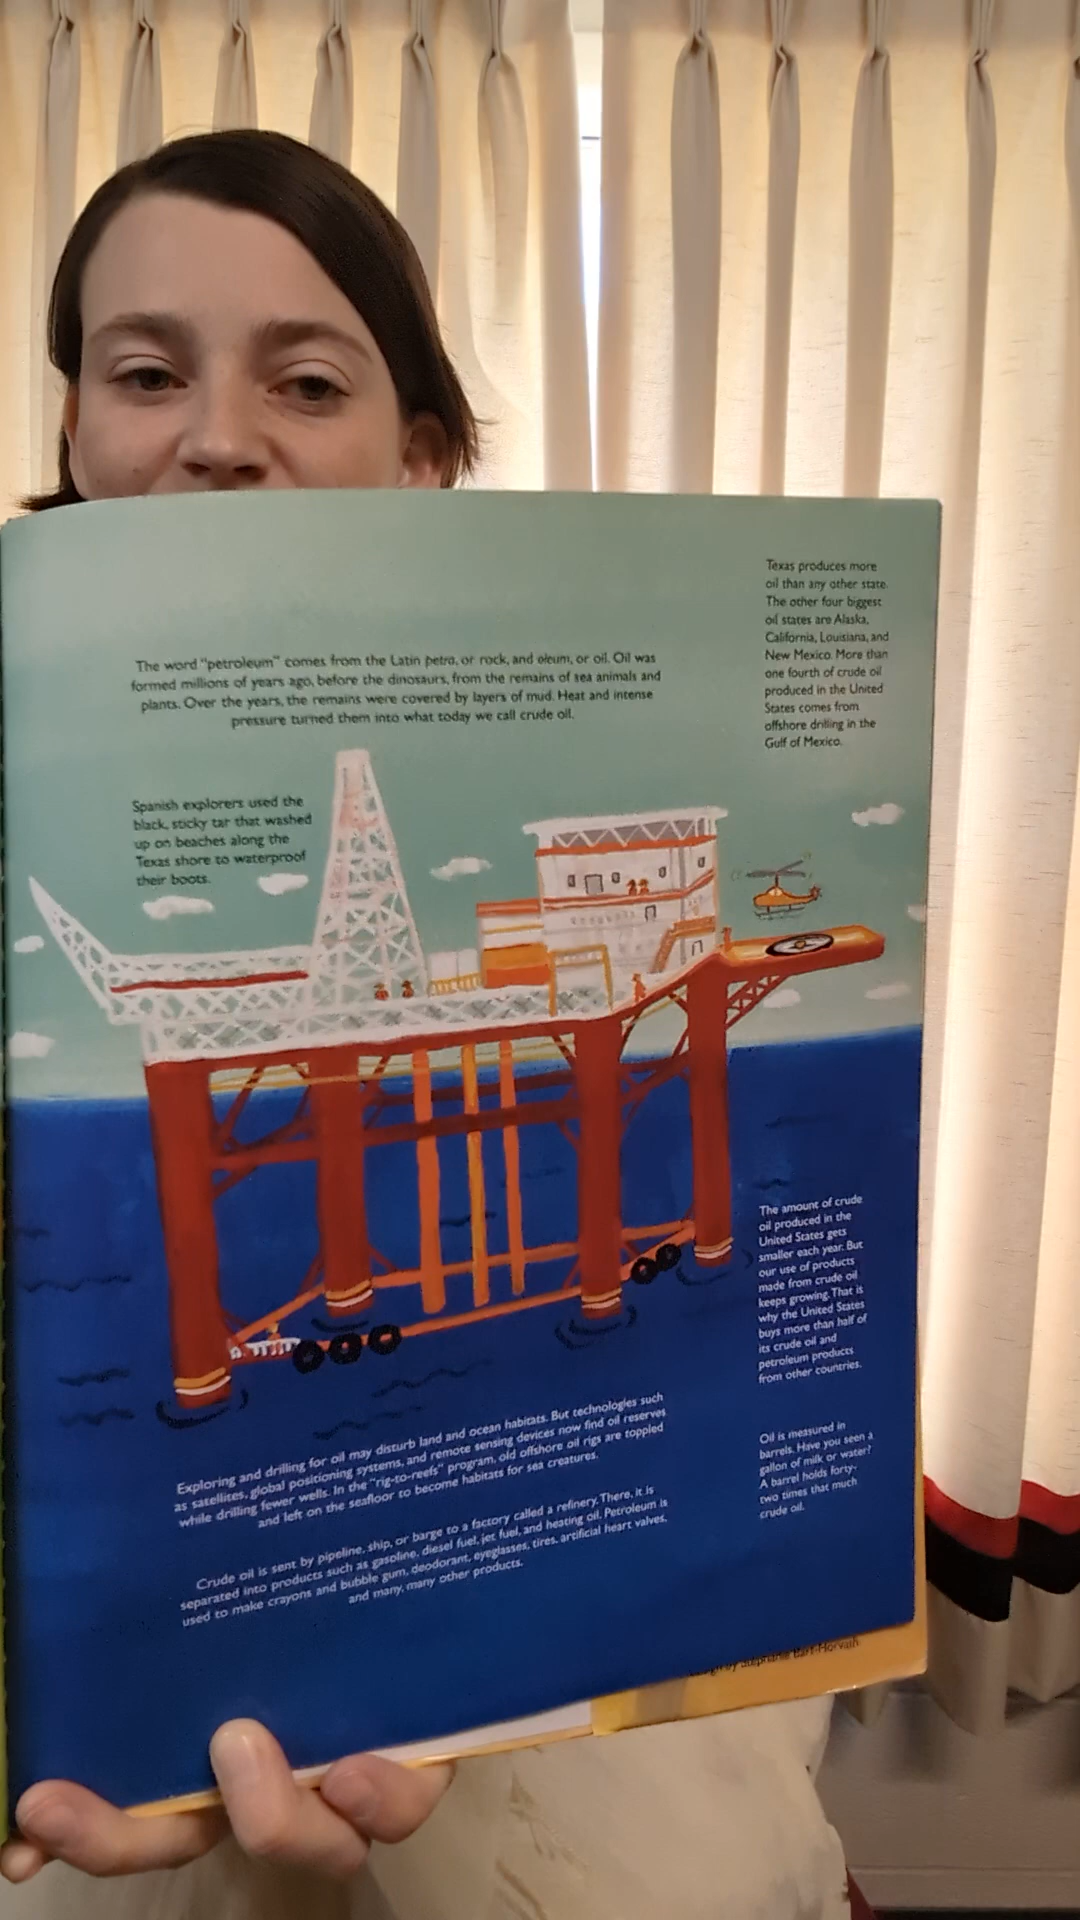 The word "petroleum" comes from the Latin petra, or rock, and oleum, or oil. Oil was
formed millions of years ago, before the dinosaurs, from the remains of sea animals and
plants. Over the years, the remains were covered by layers of mud. Heat and intense
pressure turned them into what today we call crude oil.
Texas produces more
oil than any other state.
The other four biggest
oil states are Alaska,
California, Louisiana, and
New Mexico. More than
one fourth of crude oil
produced in the United
States comes from
offshore drilling in the
Gulf of Mexico.
Spanish explorers used the
black, sticky tar that washed
up on beaches along the
Texas shore to waterproof
their boots.
The amount of crude
oil produced in the
United States gets
smaller each year. But
our use of products
made from crude oil
keeps growing. That is
why the United States
buys more than half of
its crude oil and
petroleum products
from other countries.
Exploring and drilling for oil may disturb land and ocean habitats. But technologies such
as satellites, global positioning systems, and remote sensing devices now find oil reserves
while drilling fewer wells. In the "rig-to-reefs" program, old offshore oil rigs are toppled
and left on the seafloor to become habitats for sea creatures.
Oil is measured in
barrels. Have you seen a
gallon of milk or water?
A barrel holds forty-
two times that much
crude oil.
Crude oil is sent by pipeline, ship, or barge to a factory called a refinery. There, it is
separated into products such as gasoline, diesel fuel, jet fuel, and heating oil. Petroleum is
used to make crayons and bubble gum, deodorant, eyeglasses, tires, artificial heart valves,
and many, many other products.
by Stephanie Bart-Horvath